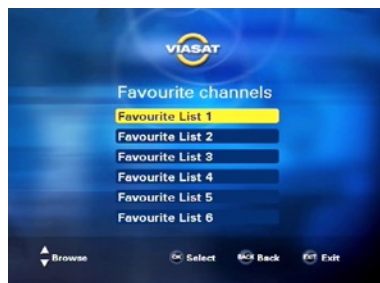 VIASAT
Favourite channels
Favourite List 1
Favourite List 2
Favourite List 3
Favourite List 4
Favourite List 5
Favourite List 6
Browse OK Select BACK Back EXIT Exit